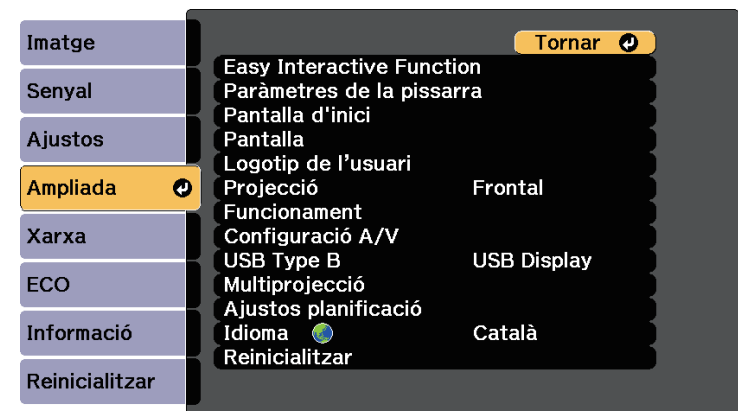 Imatge
Senyal
Ajustos
Ampliada
Xarxa
ECO
Informació
Reinicialitzar
Tornar
Easy Interactive Function
Paràmetres de la pissarra
Pantalla d'inici
Pantalla
Logotip de l’usuari
Projecció Frontal
Funcionament
Configuració A/V
USB Type B USB Display
Multiprojecció
Ajustos planificació
Idioma Català
Reinicialitzar